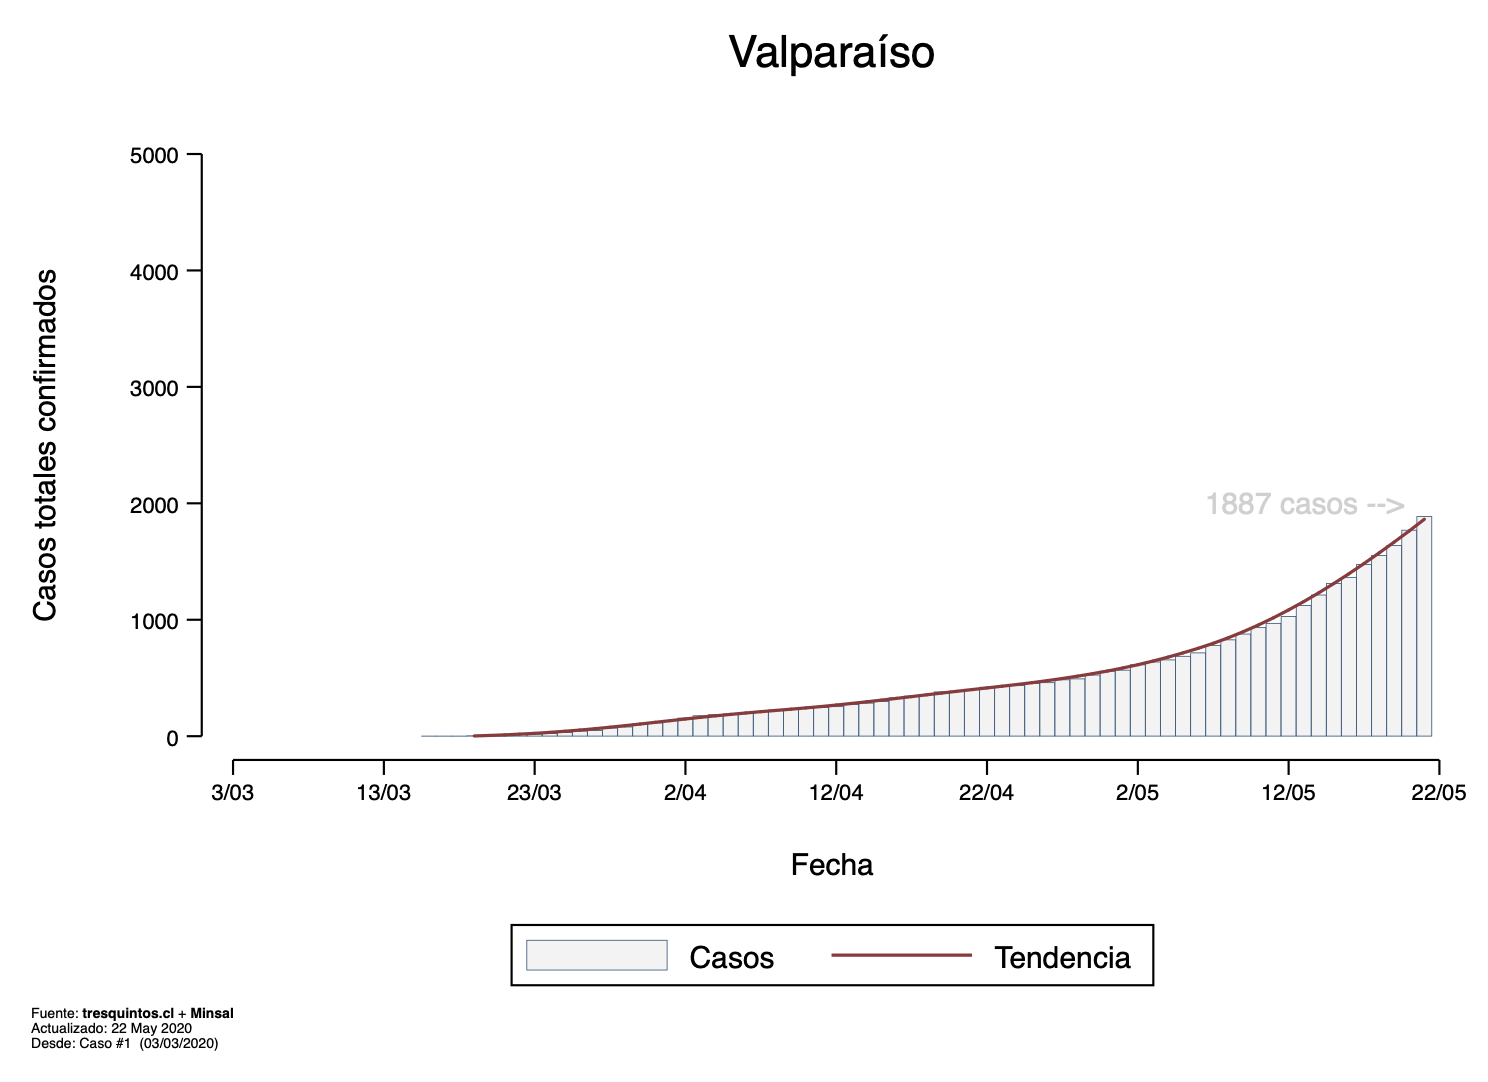 Valparaíso
Casos totales confirmados
5000
4000
3000
2000
1000
0
1887 casos -->
3/03 13/03 23/03 2/04 12/04 22/04 2/05 12/05 22/05
Fecha
Casos Tendencia
Fuente: tresquintos.cl + Minsal
Actualizado: 22 May 2020
Desde: Caso #1 (03/03/2020)